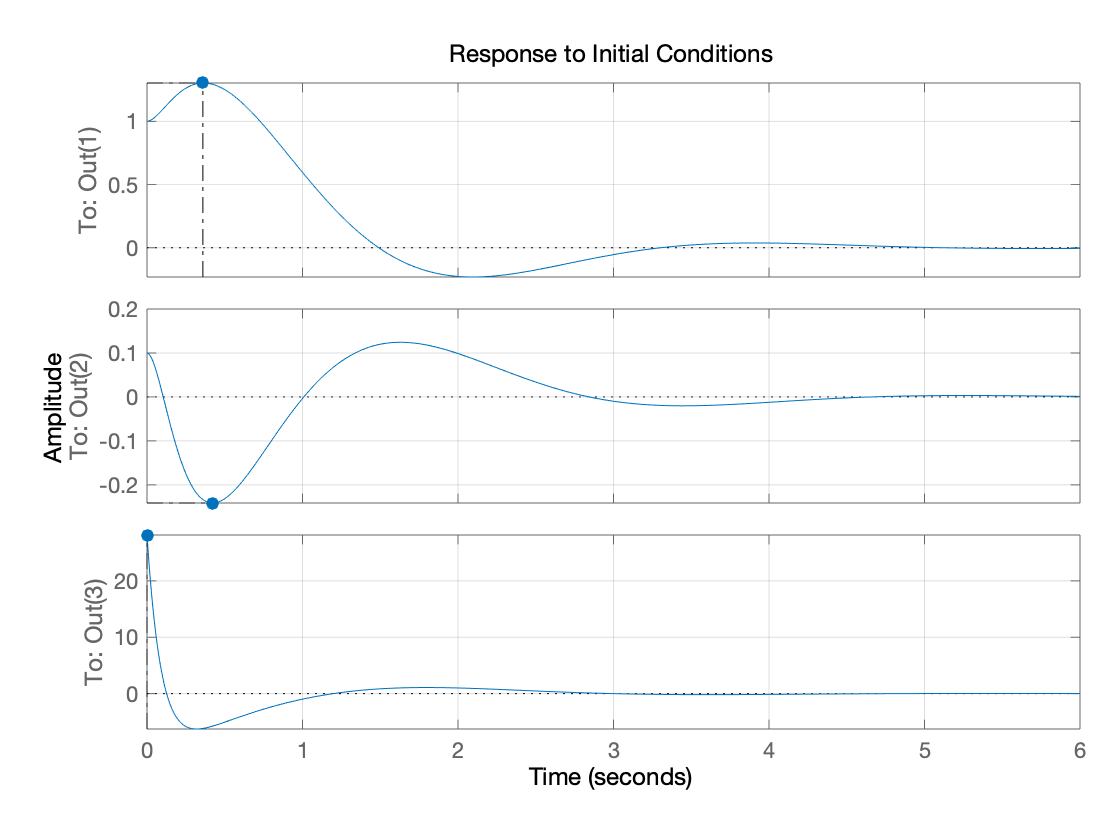 Response to Initial Conditions
To: Out(1)
1
0.5
0
Amplitude
To: Out(2)
0.2
0.1
0
-0.1
-0.2
To: Out(3)
20
10
0
0 1 2 3 4 5 6
Time (seconds)